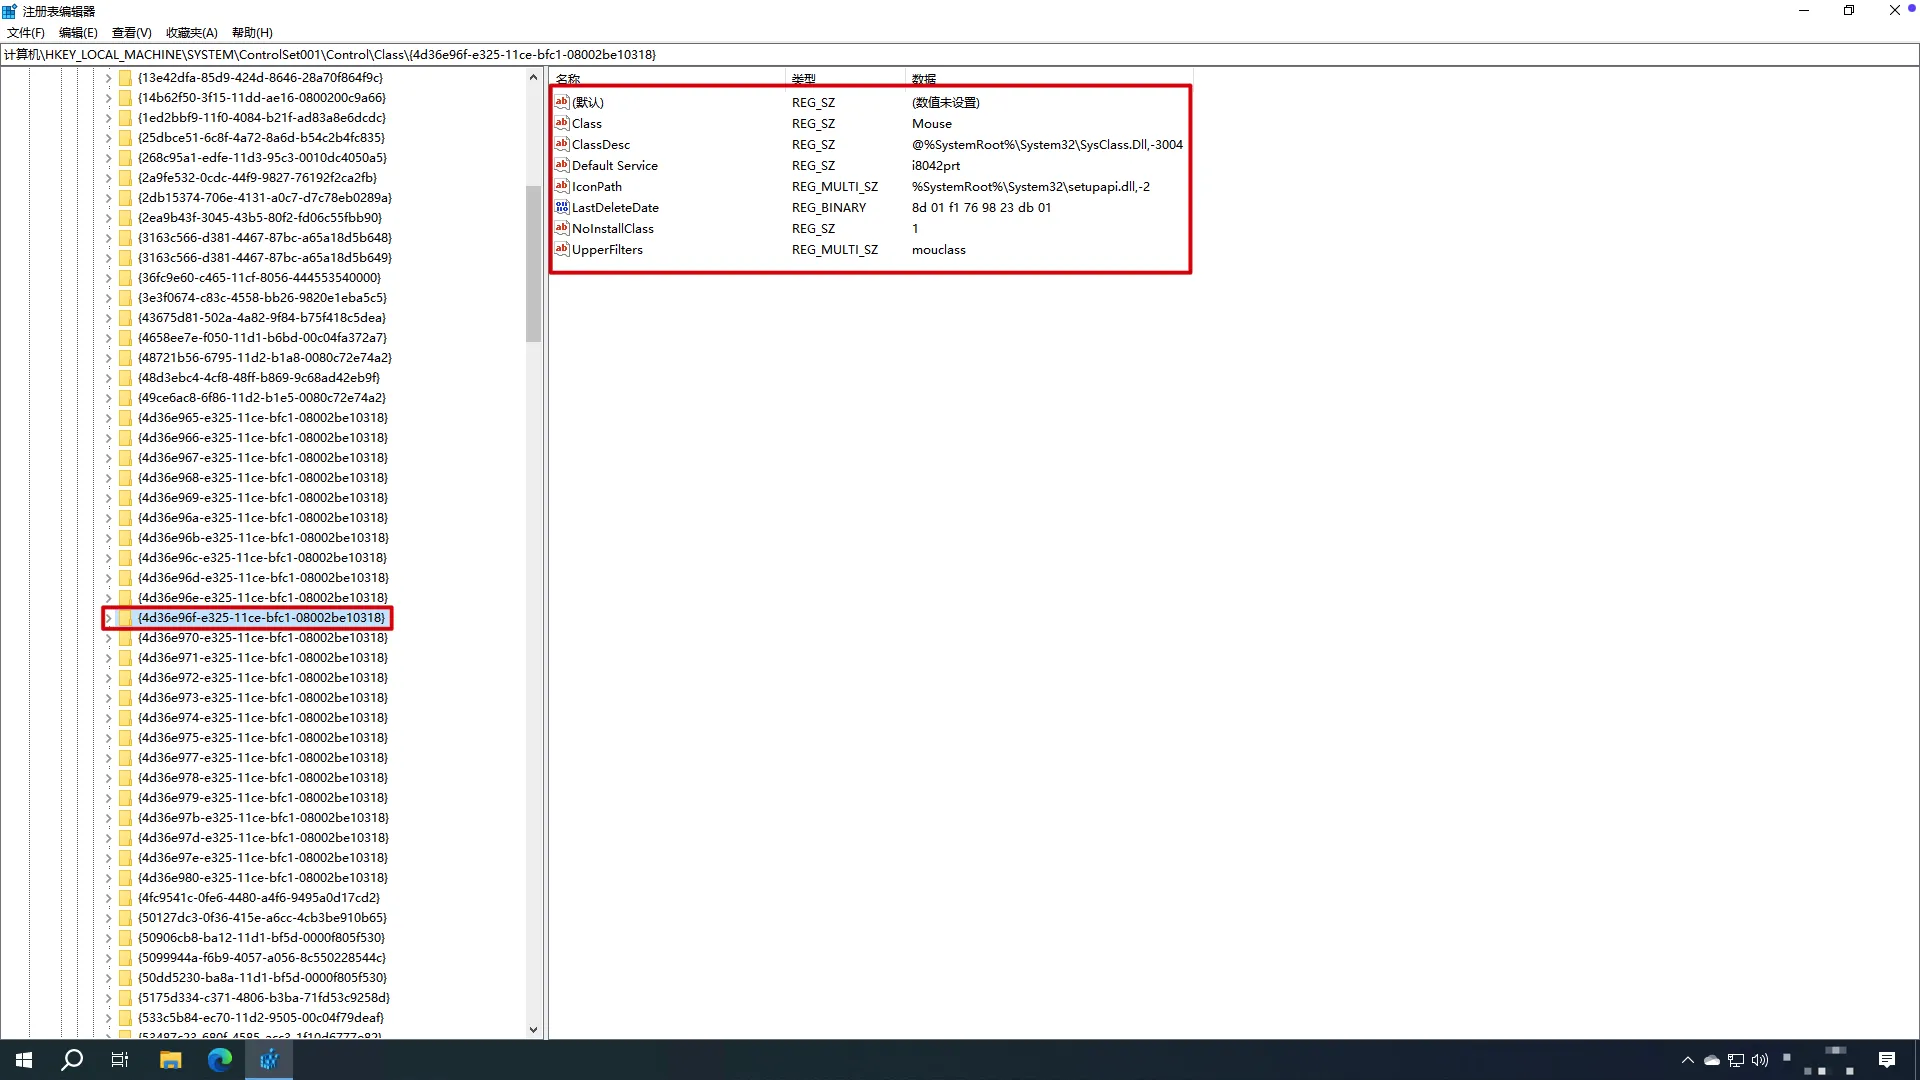 注册表编辑器
文件(F) 编辑(E) 查看(V) 收藏夹(A) 帮助(H)
计算机\HKEY_LOCAL_MACHINE\SYSTEM\ControlSet001\Control\Class\{4d36e96f-e325-11ce-bfc1-08002be10318}
{13e42dfa-85d9-424d-8646-28a70f864f9c}
{14b62f50-3f15-11dd-ae16-0800200c9a66}
{1ed2bbf9-11f0-4084-b21f-ad83a8e6dcdc}
{25dbce51-6c8f-4a72-8a6d-b54c2b4fc835}
{268c95a1-edfe-11d3-95c3-0010dc4050a5}
{2a9fe532-0cdc-44f9-9827-76192f2ca2fb}
{2db15374-706e-4131-a0c7-d7c78eb0289a}
{2ea9b43f-3045-43b5-80f2-fd06c55fbb90}
{3163c566-d381-4467-87bc-a65a18d5b648}
{3163c566-d381-4467-87bc-a65a18d5b649}
{36fc9e60-c465-11cf-8056-444553540000}
{3e3f0674-c83c-4558-bb26-9820e1eba5c5}
{43675d81-502a-4a82-9f84-b75f418c5dea}
{4658ee7e-f050-11d1-b6bd-00c04fa372a7}
{48721b56-6795-11d2-b1a8-0080c72e74a2}
{48d3ebc4-4cf8-48ff-b869-9c68ad42eb9f}
{49ce6ac8-6f86-11d2-b1e5-0080c72e74a2}
{4d36e965-e325-11ce-bfc1-08002be10318}
{4d36e966-e325-11ce-bfc1-08002be10318}
{4d36e967-e325-11ce-bfc1-08002be10318}
{4d36e968-e325-11ce-bfc1-08002be10318}
{4d36e969-e325-11ce-bfc1-08002be10318}
{4d36e96a-e325-11ce-bfc1-08002be10318}
{4d36e96b-e325-11ce-bfc1-08002be10318}
{4d36e96c-e325-11ce-bfc1-08002be10318}
{4d36e96d-e325-11ce-bfc1-08002be10318}
{4d36e96e-e325-11ce-bfc1-08002be10318}
{4d36e96f-e325-11ce-bfc1-08002be10318}
{4d36e970-e325-11ce-bfc1-08002be10318}
{4d36e971-e325-11ce-bfc1-08002be10318}
{4d36e972-e325-11ce-bfc1-08002be10318}
{4d36e973-e325-11ce-bfc1-08002be10318}
{4d36e974-e325-11ce-bfc1-08002be10318}
{4d36e975-e325-11ce-bfc1-08002be10318}
{4d36e977-e325-11ce-bfc1-08002be10318}
{4d36e978-e325-11ce-bfc1-08002be10318}
{4d36e979-e325-11ce-bfc1-08002be10318}
{4d36e97b-e325-11ce-bfc1-08002be10318}
{4d36e97d-e325-11ce-bfc1-08002be10318}
{4d36e97e-e325-11ce-bfc1-08002be10318}
{4d36e980-e325-11ce-bfc1-08002be10318}
{4fc9541c-0fe6-4480-a4f6-9495a0d17cd2}
{50127dc3-0f36-415e-a6cc-4cb3be910b65}
{50906cb8-ba12-11d1-bf5d-0000f805f530}
{5099944a-f6b9-4057-a056-8c550228544c}
{50dd5230-ba8a-11d1-bf5d-0000f805f530}
{5175d334-c371-4806-b3ba-71fd53c9258d}
{533c5b84-ec70-11d2-9505-00c04f79deaf}
{53487c23-680f-4585-acc3-1f10d6777e82}
名称 类型 数据
(默认) REG_SZ (数值未设置)
Class REG_SZ Mouse
ClassDesc REG_SZ @%SystemRoot%\System32\SysClass.Dll,-3004
Default Service REG_SZ i8042prt
IconPath REG_MULTI_SZ %SystemRoot%\System32\setupapi.dll,-2
LastDeleteDate REG_BINARY 8d 01 f1 76 98 23 db 01
NoInstallClass REG_SZ 1
UpperFilters REG_MULTI_SZ mouclass